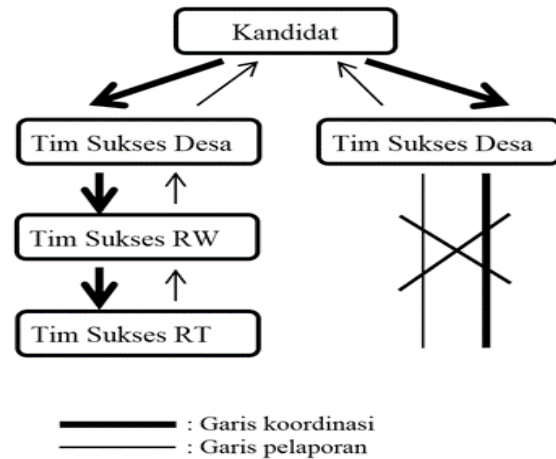 Kandidat
Tim Sukses Desa
Tim Sukses Desa
Tim Sukses RW
Tim Sukses RT
: Garis koordinasi
: Garis pelaporan